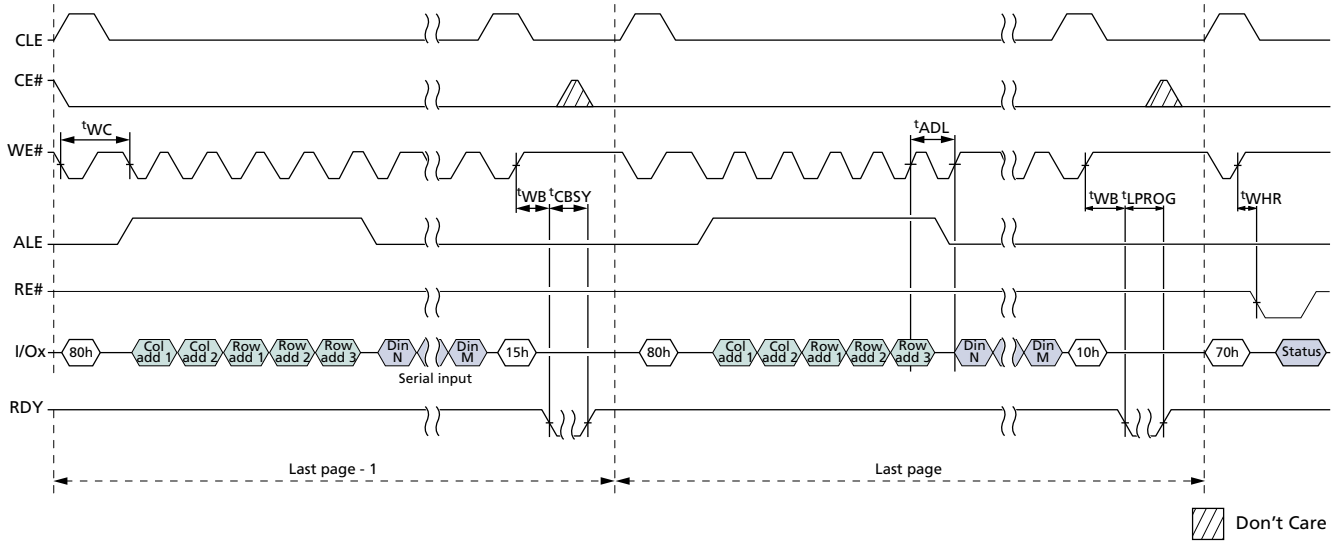 CLE
CE#
tWC
tADL
WE#
tWB tCBSY
tWB tLPROG
tWHR
ALE
RE#
I/Ox
80h
Col add 1
Col add 2
Row add 1
Row add 2
Row add 3
Din N
Din M
15h
80h
Col add 1
Col add 2
Row add 1
Row add 2
Row add 3
Din N
Din M
10h
70h
Status
Serial input
RDY
Last page - 1
Last page
Don't Care